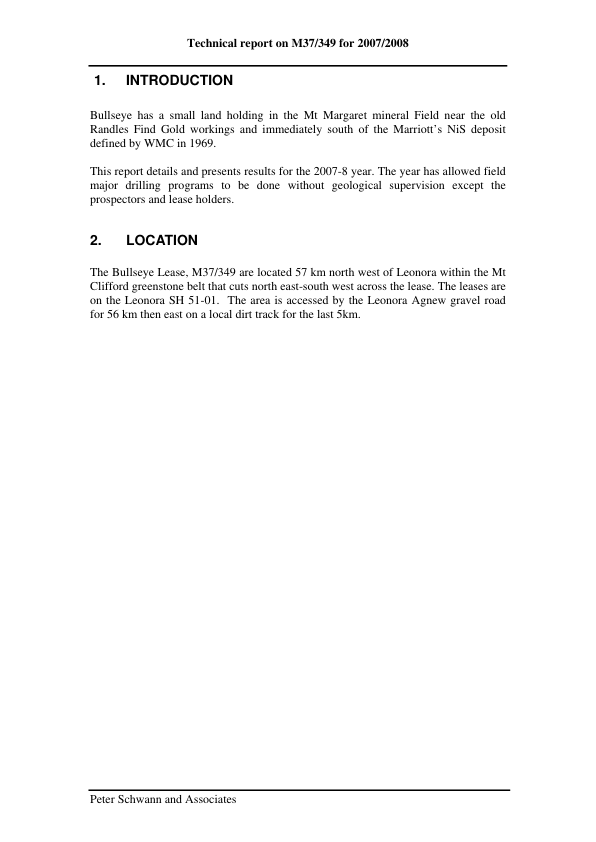 Technical report on M37/349 for 2007/2008
1. INTRODUCTION
Bullseye has a small land holding in the Mt Margaret mineral Field near the old
Randles Find Gold workings and immediately south of the Marriott's NiS deposit
defined by WMC in 1969.
This report details and presents results for the 2007-8 year. The year has allowed field
major drilling programs to be done without geological supervision except the
prospectors and lease holders.
2. LOCATION
The Bullseye Lease, M37/349 are located 57 km north west of Leonora within the Mt
Clifford greenstone belt that cuts north east-south west across the lease. The leases are
on the Leonora SH 51-01. The area is accessed by the Leonora Agnew gravel road
for 56 km then east on a local dirt track for the last 5km.
Peter Schwann and Associates